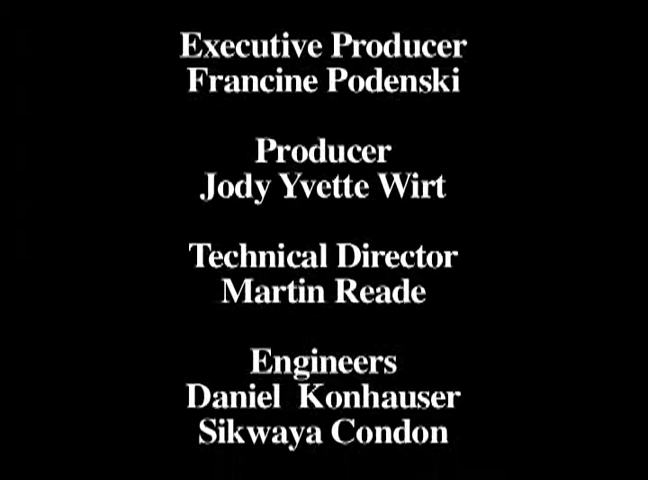 Executive Producer
Francine Podenski
Producer
Jody Yvette Wirt
Technical Director
Martin Reade
Engineers
Daniel Konhauser
Sikwaya Condon